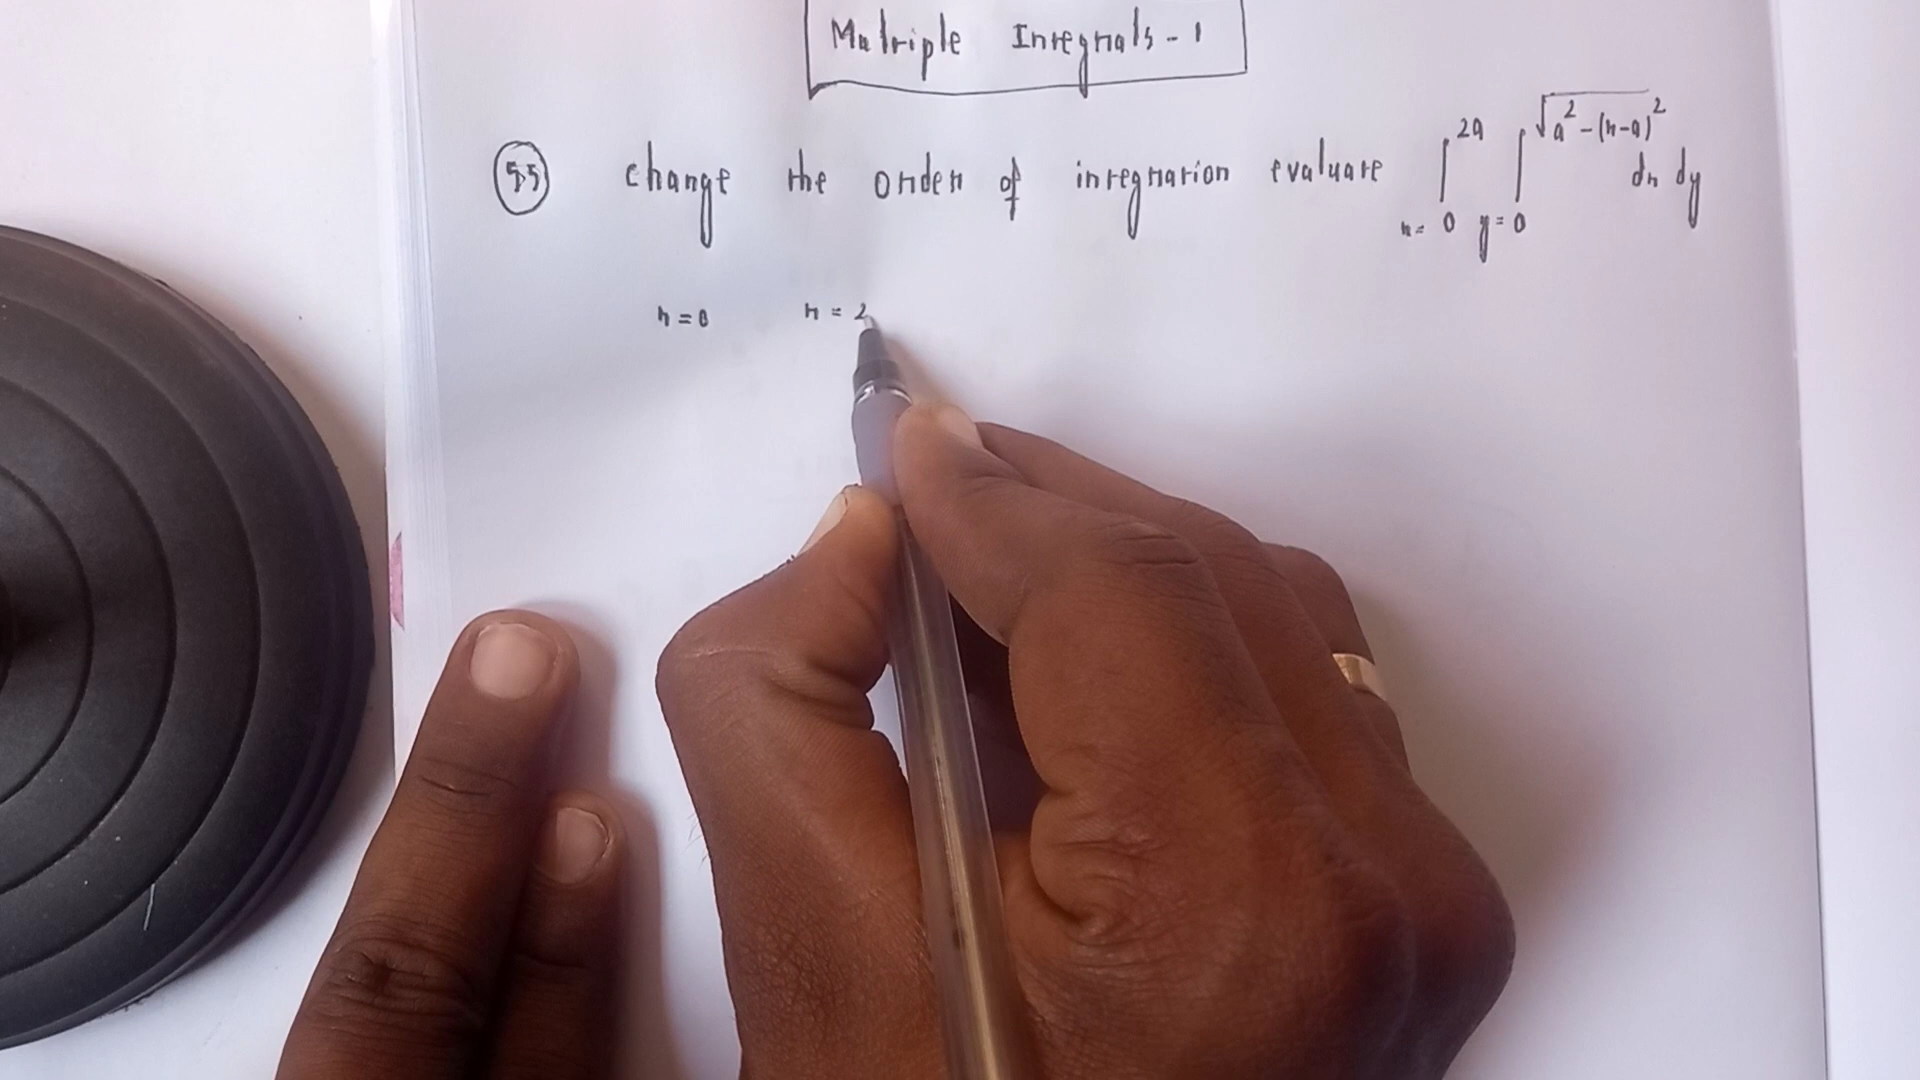 Multiple Integrals - 1
55 change the order of integration evaluate ∫ x=0 2a ∫ y=0 √a²-(x-a)² dx dy
x=0 x=2